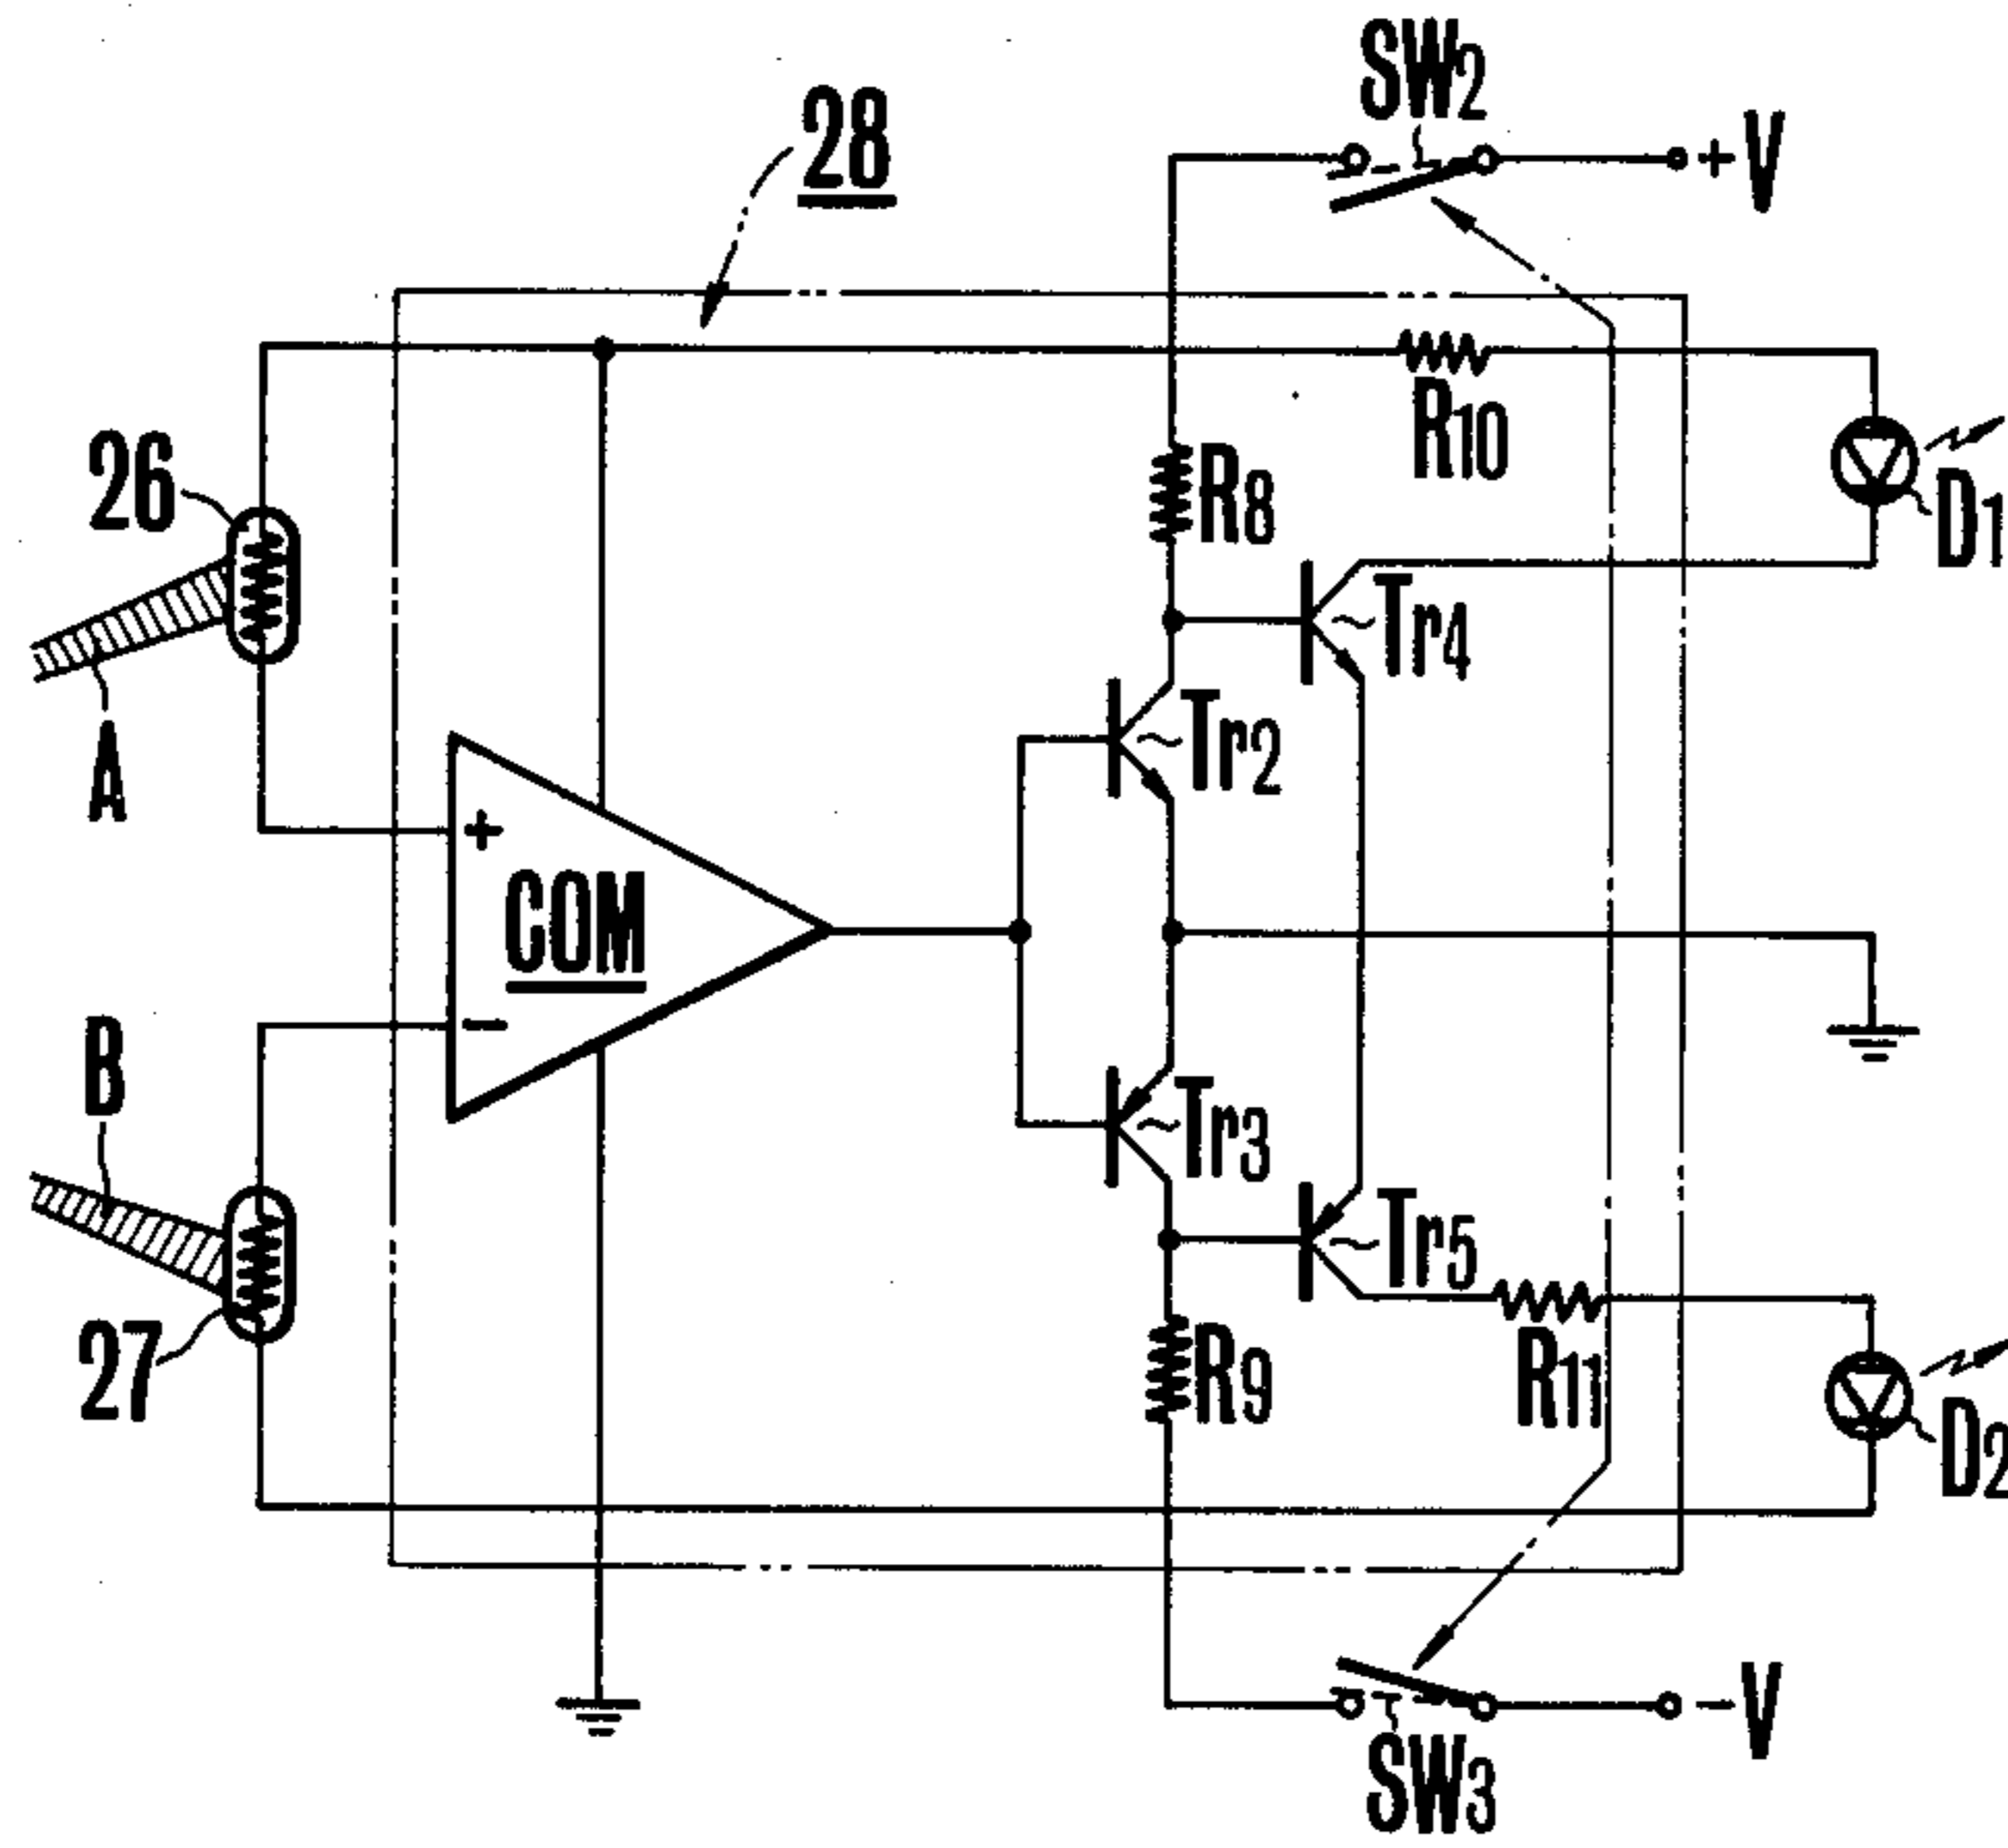 SW2
+V
28
R10
26
R8
D1
Tr4
A
Tr2
+
COM
−
B
Tr3
Tr5
27
R9
R11
D2
−V
SW3